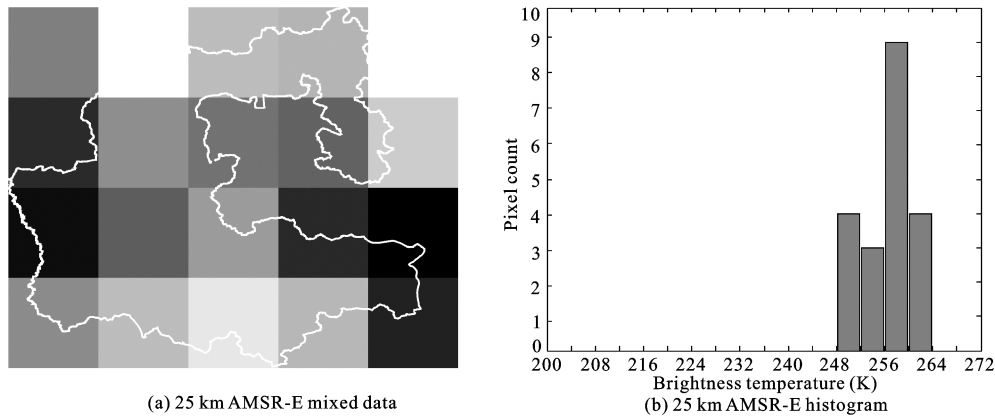 10
9
8
7
6
5
4
3
2
1
0
Pixel count
200 208 216 224 232 240 248 256 264 272
Brightness temperature (K)
(a) 25 km AMSR-E mixed data
(b) 25 km AMSR-E histogram